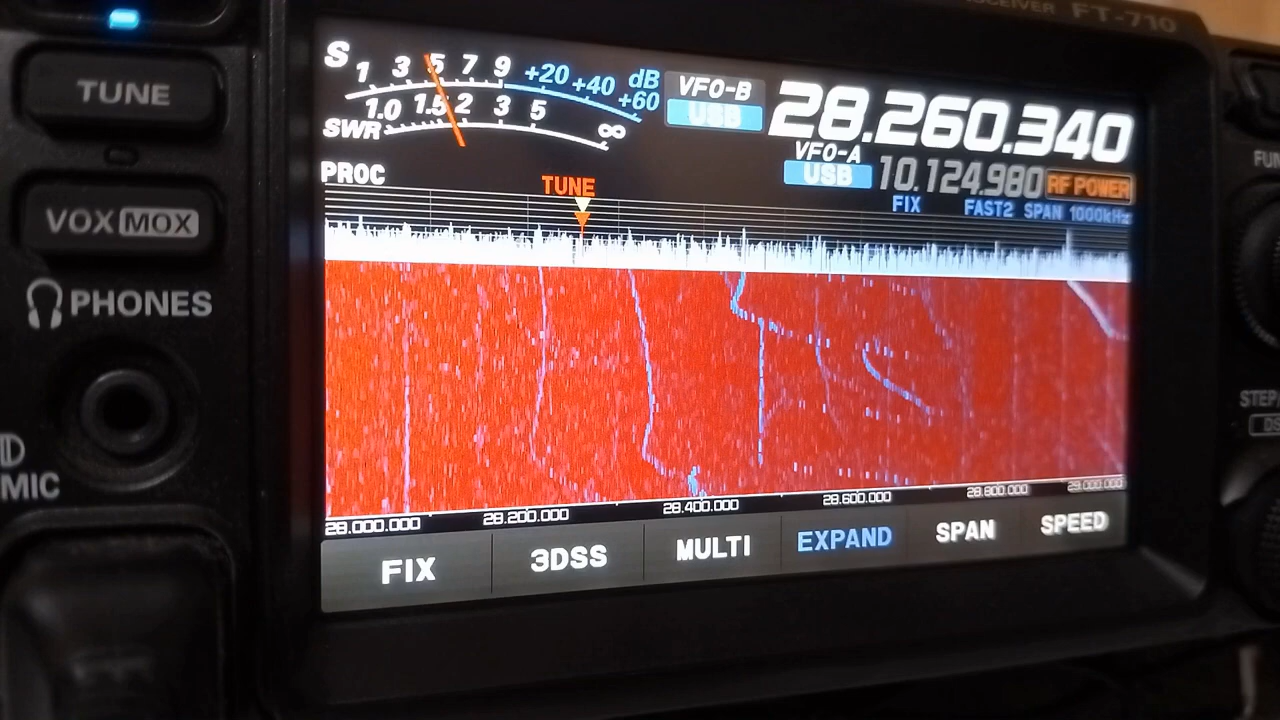 FT-710
TUNE
VOX MOX
PHONES
MIC
S 1 3 5 7 9 +20 +40 +60 dB
1.0 1.5 2 3 5 ∞
SWR
PROC
VFO-B
USB
28.260.340
VFO-A
USB
10.124.980
RF POWER
FIX FAST2 SPAN 1000kHz
TUNE
28.000.000 28.200.000 28.400.000 28.600.000 28.800.000 29.000.000
FIX 3DSS MULTI EXPAND SPAN SPEED
FUN
STEP